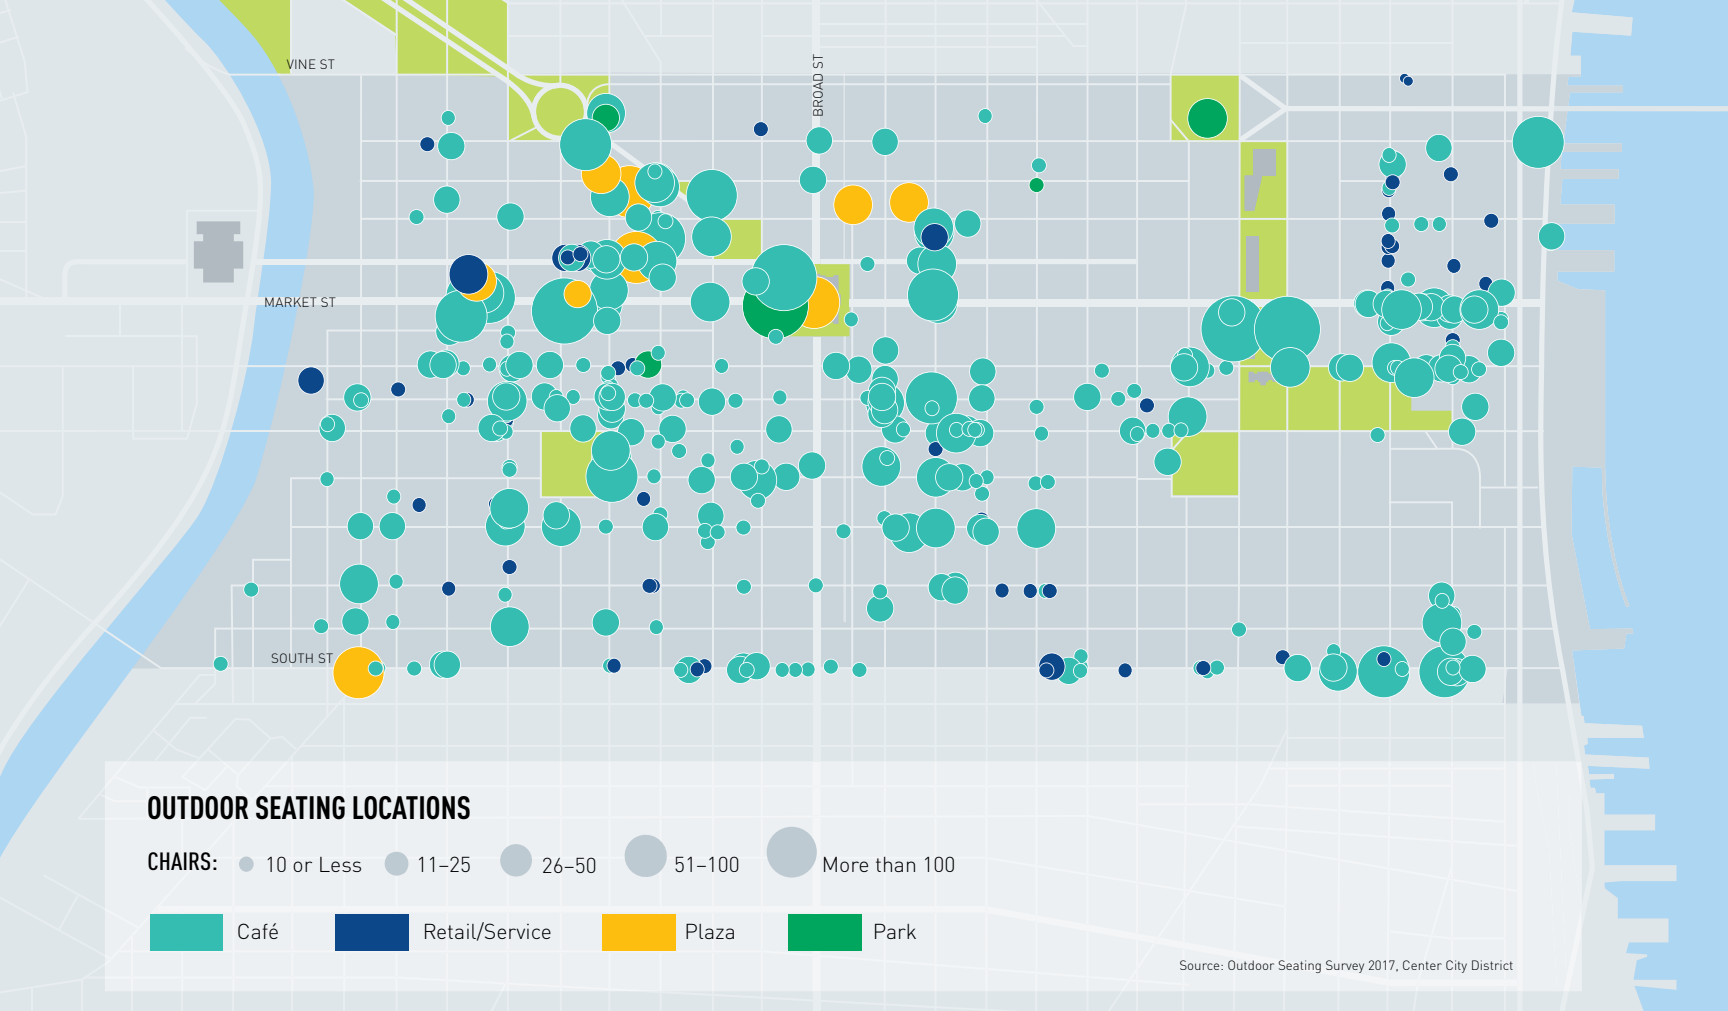 VINE ST
BROAD ST
MARKET ST
SOUTH ST
OUTDOOR SEATING LOCATIONS
CHAIRS: 10 or Less 11–25 26–50 51–100 More than 100
Café Retail/Service Plaza Park
Source: Outdoor Seating Survey 2017, Center City District